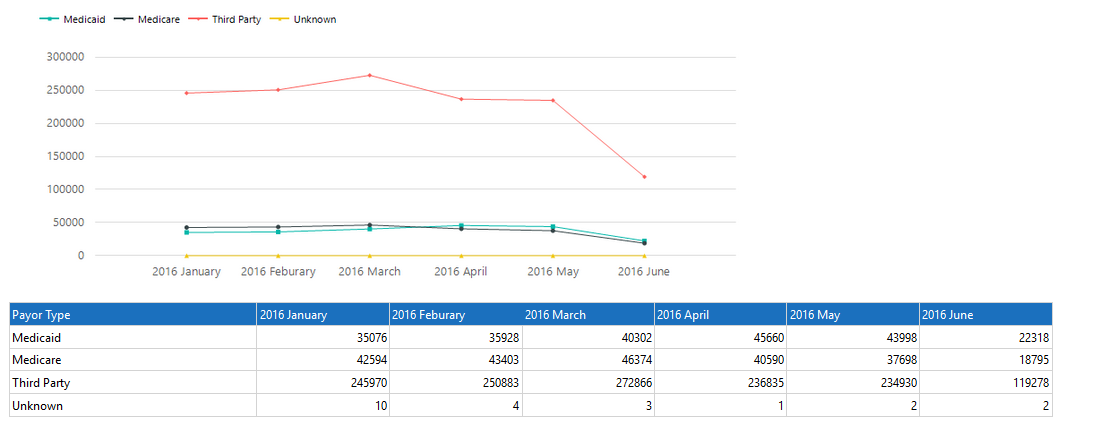 Medicaid Medicare Third Party Unknown
300000
250000
200000
150000
100000
50000
0
2016 January 2016 Feburary 2016 March 2016 April 2016 May 2016 June
Payor Type 2016 January 2016 Feburary 2016 March 2016 April 2016 May 2016 June
Medicaid 35076 35928 40302 45660 43998 22318
Medicare 42594 43403 46374 40590 37698 18795
Third Party 245970 250883 272866 236835 234930 119278
Unknown 10 4 3 1 2 2